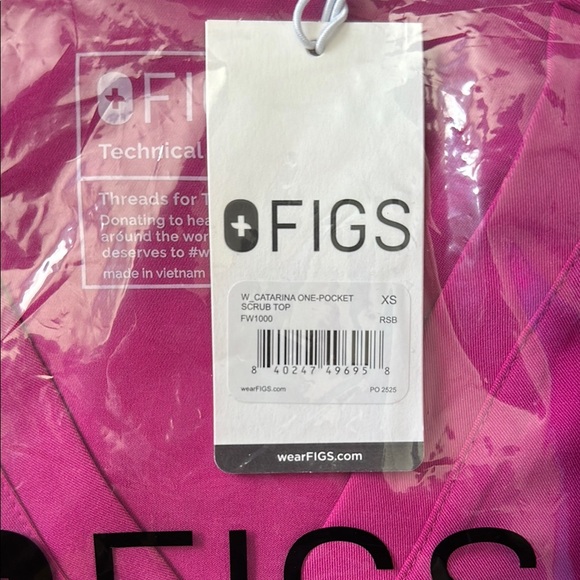 FI
Technical
Threads for T
Donating to hea
around the wor
deserves to #w
made in vietnam
FIGS
W_CATARINA ONE-POCKET XS
SCRUB TOP
FW1000 RSB
8 40247 49695 8
wearFIGS.com PO 2525
wearFIGS.com
FIGS